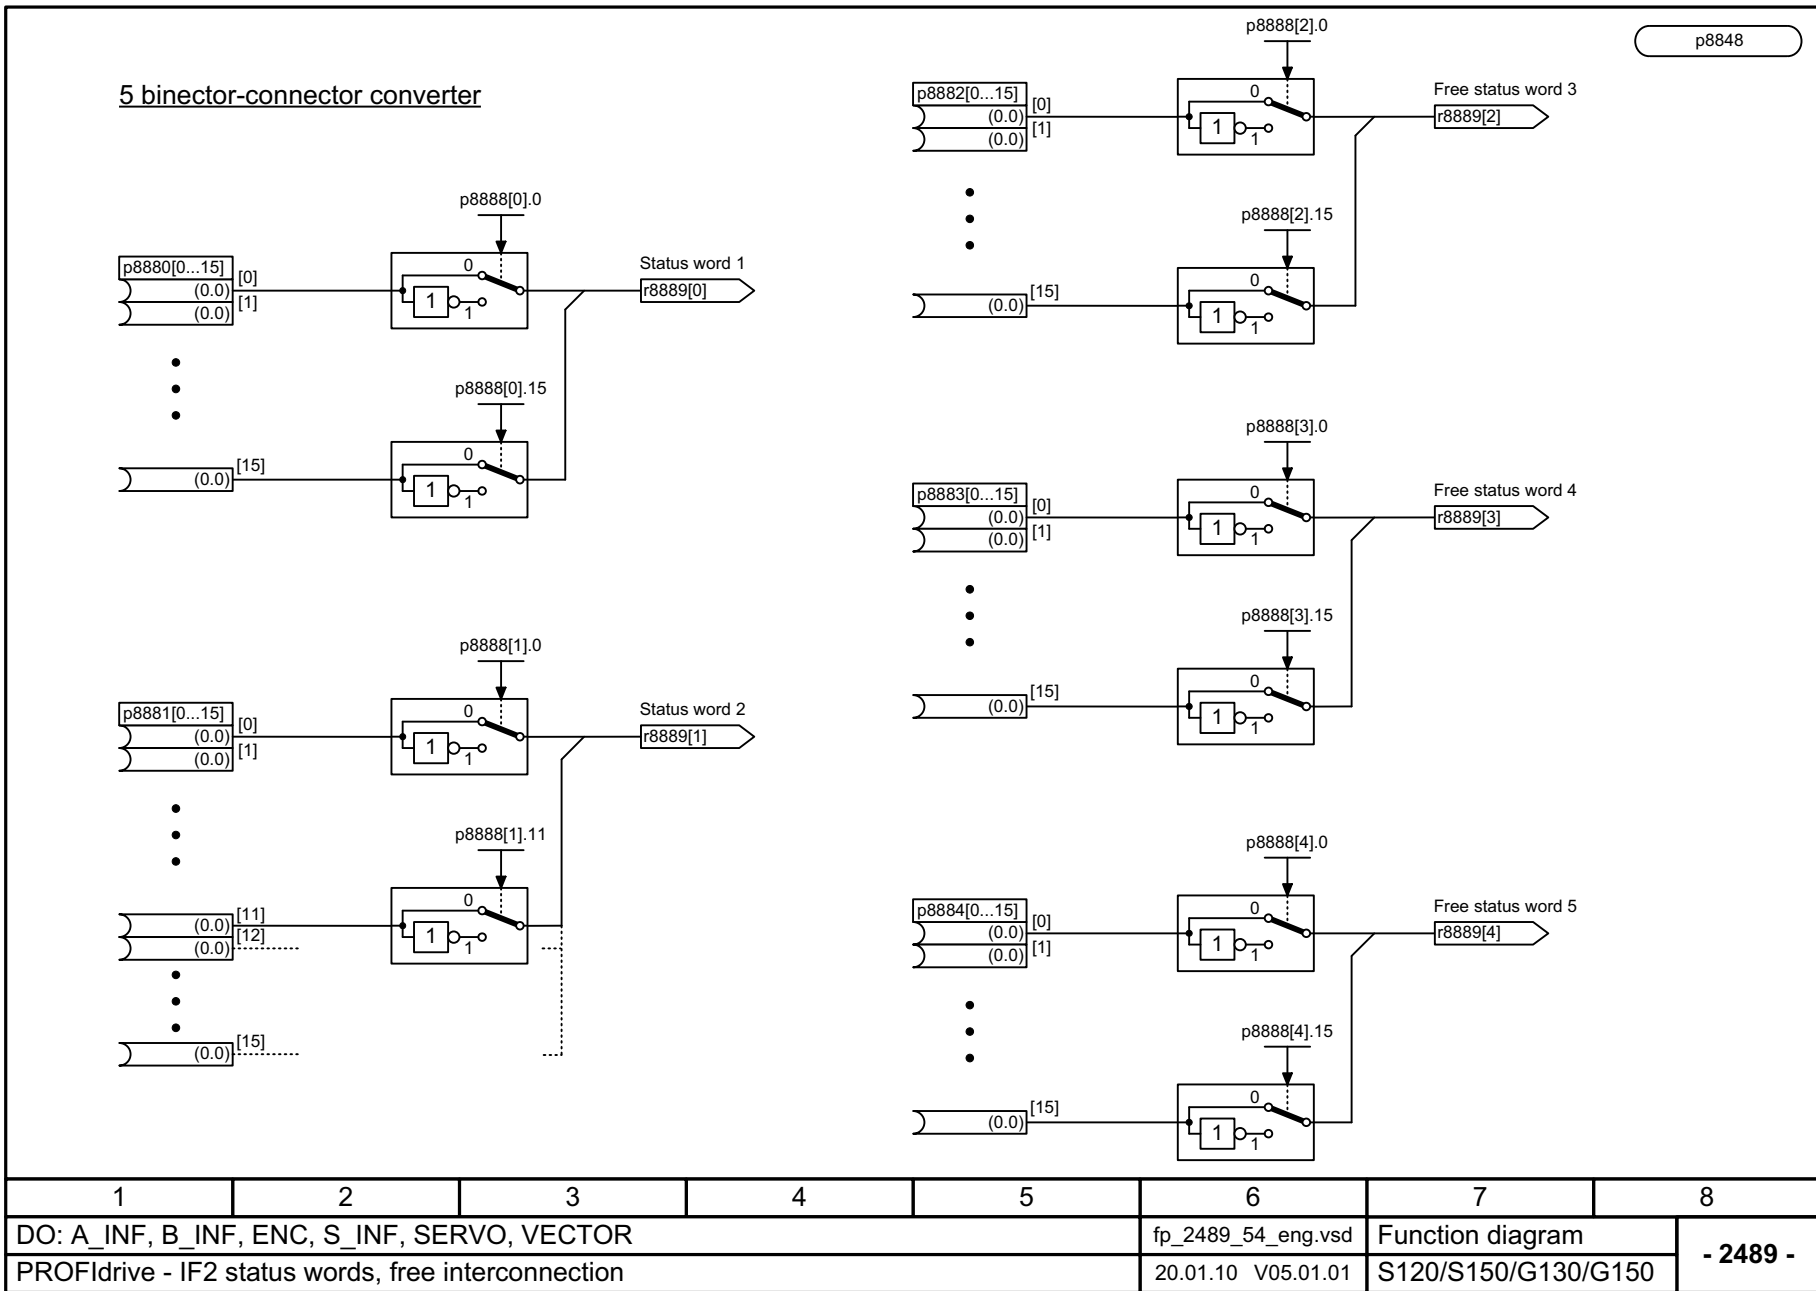 p8848
5 binector-connector converter
p8888[0].0
p8880[0...15]
[0]
(0.0)
[1]
(0.0)
0
1
1
Status word 1
r8889[0]
p8888[0].15
[15]
(0.0)
0
1
1
p8888[1].0
p8881[0...15]
[0]
(0.0)
[1]
(0.0)
0
1
1
Status word 2
r8889[1]
p8888[1].11
[11]
(0.0)
[12]
(0.0)
0
1
1
[15]
(0.0)
p8888[2].0
p8882[0...15]
[0]
(0.0)
[1]
(0.0)
0
1
1
Free status word 3
r8889[2]
p8888[2].15
[15]
(0.0)
0
1
1
p8888[3].0
p8883[0...15]
[0]
(0.0)
[1]
(0.0)
0
1
1
Free status word 4
r8889[3]
p8888[3].15
[15]
(0.0)
0
1
1
p8888[4].0
p8884[0...15]
[0]
(0.0)
[1]
(0.0)
0
1
1
Free status word 5
r8889[4]
p8888[4].15
[15]
(0.0)
0
1
1
1 2 3 4 5 6 7 8
DO: A_INF, B_INF, ENC, S_INF, SERVO, VECTOR
fp_2489_54_eng.vsd
Function diagram
- 2489 -
PROFIdrive - IF2 status words, free interconnection
20.01.10 V05.01.01
S120/S150/G130/G150